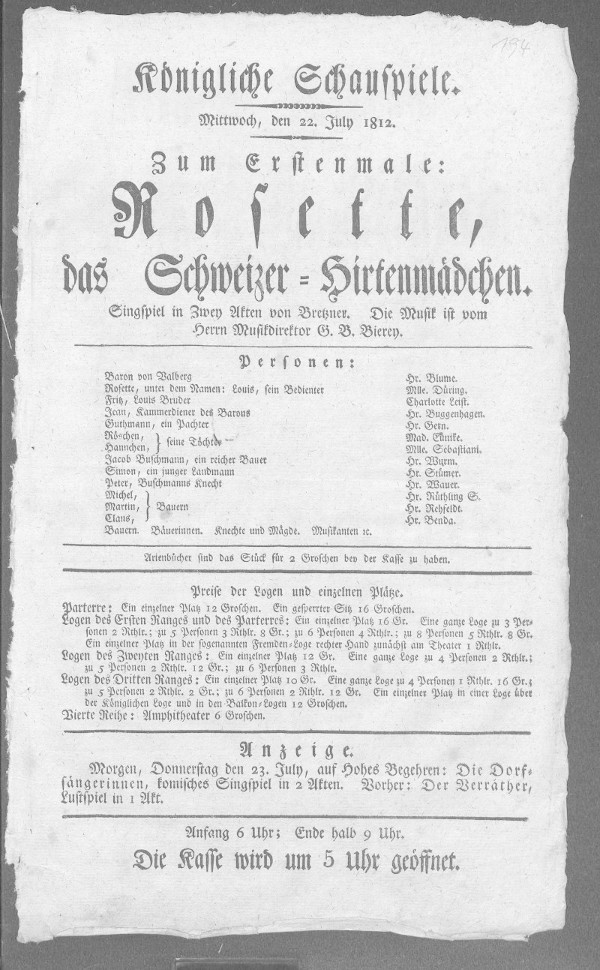 194
Königliche Schauspiele.
Mittwoch, den 22. July 1812.
Zum Erstenmale:
Rosette,
das Schweizer-Hirtenmädchen.
Singspiel in Zwey Akten von Bretzner. Die Musik ist vom
Herrn Musikdirektor G. B. Bierey.
Personen:
Baron von Valberg Hr. Blume.
Rosette, unter dem Namen: Louis, sein Bedienter Mlle. Düring.
Fritz, Louis Bruder Charlotte Leist.
Jean, Kammerdiener des Barons Hr. Buggenhagen.
Guthmann, ein Pachter Hr. Gern.
Röschen, Mad. Eunike.
Hannchen, } seine Töchter Mlle. Sebastiani.
Jacob Buschmann, ein reicher Bauer Hr. Wurm.
Simon, ein junger Landmann Hr. Stümer.
Peter, Buschmanns Knecht Hr. Wauer.
Michel, Hr. Rüthling S.
Martin, } Bauern Hr. Rehfeldt.
Claus, Hr. Benda.
Bauern. Bäuerinnen. Knechte und Mägde. Musikanten ꝛc.
Arienbücher sind das Stück für 2 Groschen bey der Kasse zu haben.
Preise der Logen und einzelnen Plätze.
Parterre: Ein einzelner Platz 12 Groschen. Ein gesperrter Sitz 16 Groschen.
Logen des Ersten Ranges und des Parterres: Ein einzelner Platz 16 Gr. Eine ganze Loge zu 3 Per-
sonen 2 Rthlr.; zu 5 Personen 3 Rthlr. 8 Gr.; zu 6 Personen 4 Rthlr.; zu 8 Personen 5 Rthlr. 8 Gr.
Ein einzelner Platz in der sogenannten Fremden-Loge rechter Hand zunächst am Theater 1 Rthlr.
Logen des Zweyten Ranges: Ein einzelner Platz 12 Gr. Eine ganze Loge zu 4 Personen 2 Rthlr.;
zu 5 Personen 2 Rthlr. 12 Gr.; zu 6 Personen 3 Rthlr.
Logen des Dritten Ranges: Ein einzelner Platz 10 Gr. Eine ganze Loge zu 4 Personen 1 Rthlr. 16 Gr.;
zu 5 Personen 2 Rthlr. 2 Gr.; zu 6 Personen 2 Rthlr. 12 Gr. Ein einzelner Platz in einer Loge über
der Königlichen Loge und in den Balkon-Logen 12 Groschen.
Vierte Reihe: Amphitheater 6 Groschen.
Anzeige.
Morgen, Donnerstag den 23. July, auf Hohes Begehren: Die Dorf-
sängerinnen, komisches Singspiel in 2 Akten. Vorher: Der Verräther,
Lustspiel in 1 Akt.
Anfang 6 Uhr; Ende halb 9 Uhr.
Die Kasse wird um 5 Uhr geöffnet.